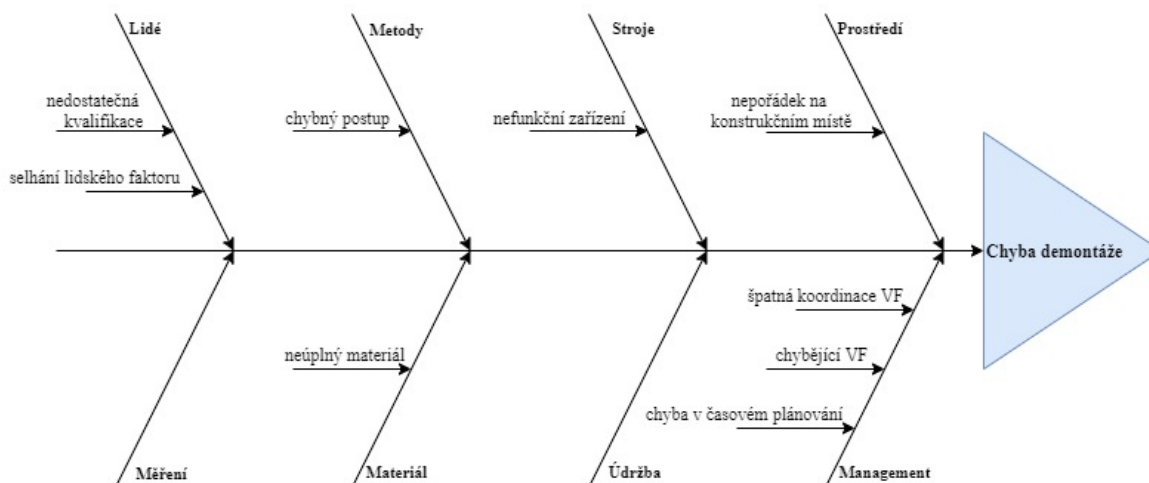 Lidé
Metody
Stroje
Prostředí
nedostatečná
kvalifikace
chybný postup
nefunkční zařízení
nepořádek na
konstrukčním místě
selhání lidského faktoru
Chyba demontáže
špatná koordinace VF
neúplný materiál
chybějící VF
chyba v časovém plánování
Měření
Materiál
Údržba
Management